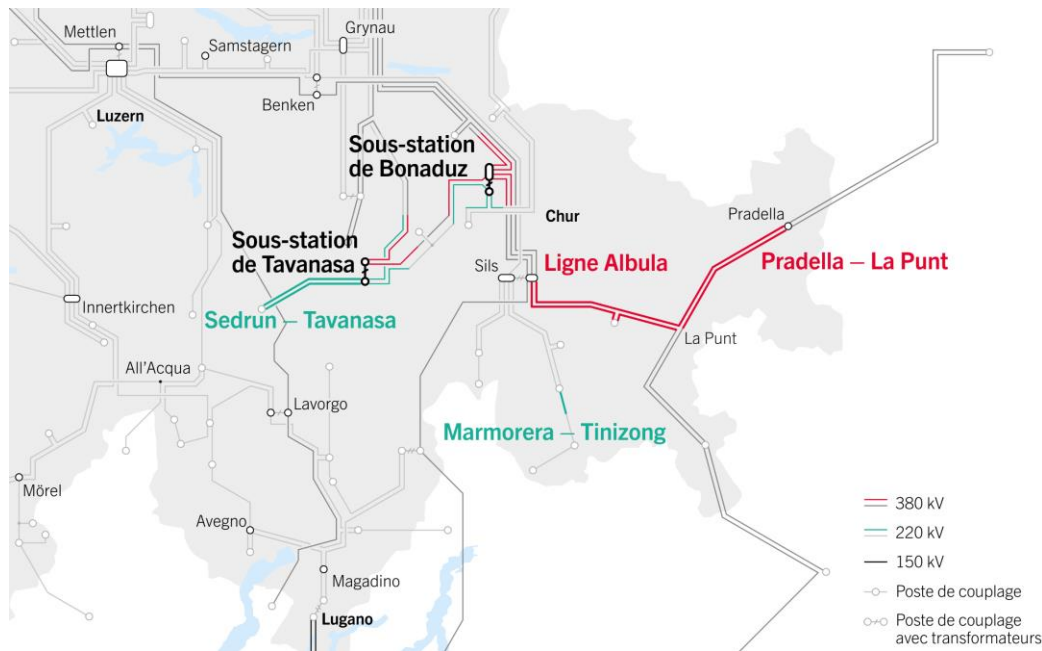 Mettlen
Grynau
Samstagern
Benken
Luzern
Sous-station
de Bonaduz
Chur
Pradella
Sous-station
de Tavanasa
Sils
Ligne Albula
Pradella – La Punt
Innertkirchen
Sedrun – Tavanasa
La Punt
All'Acqua
Lavorgo
Marmorera – Tinizong
Mörel
Avegno
Magadino
Lugano
380 kV
220 kV
150 kV
Poste de couplage
Poste de couplage
avec transformateurs